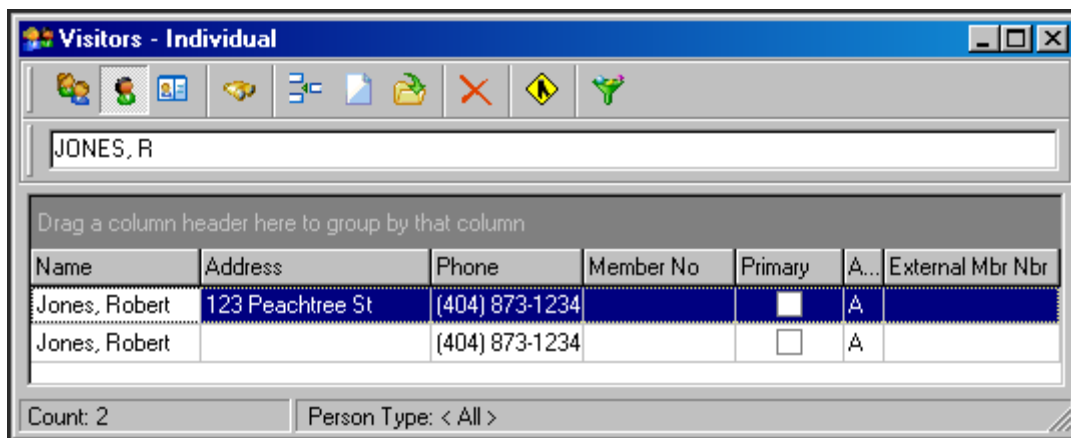 Visitors - Individual
JONES, R
Drag a column header here to group by that column
Name Address Phone Member No Primary A... External Mbr Nbr
Jones, Robert 123 Peachtree St (404) 873-1234 A
Jones, Robert (404) 873-1234 A
Count: 2 Person Type: < All >